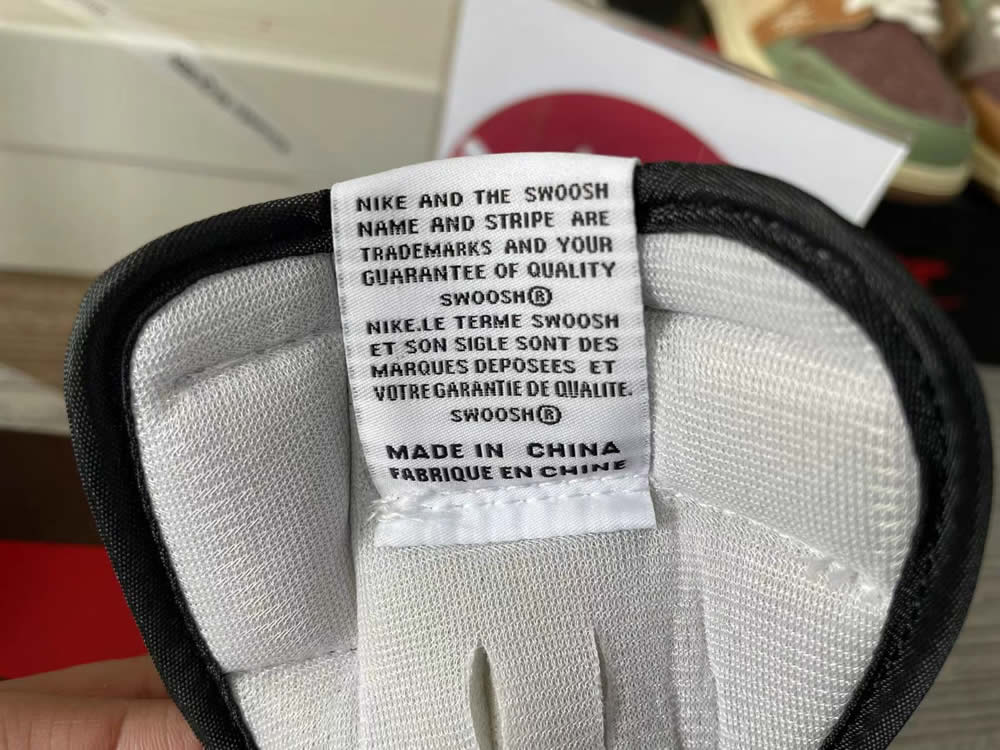 NIKE AND THE SWOOSH
NAME AND STRIPE ARE
TRADEMARKS AND YOUR
GUARANTEE OF QUALITY
SWOOSH®
NIKE.LE TERME SWOOSH
ET SON SIGLE SONT DES
MARQUES DEPOSEES ET
VOTRE GARANTIE DE QUALITE.
SWOOSH®
MADE IN CHINA
FABRIQUE EN CHINE